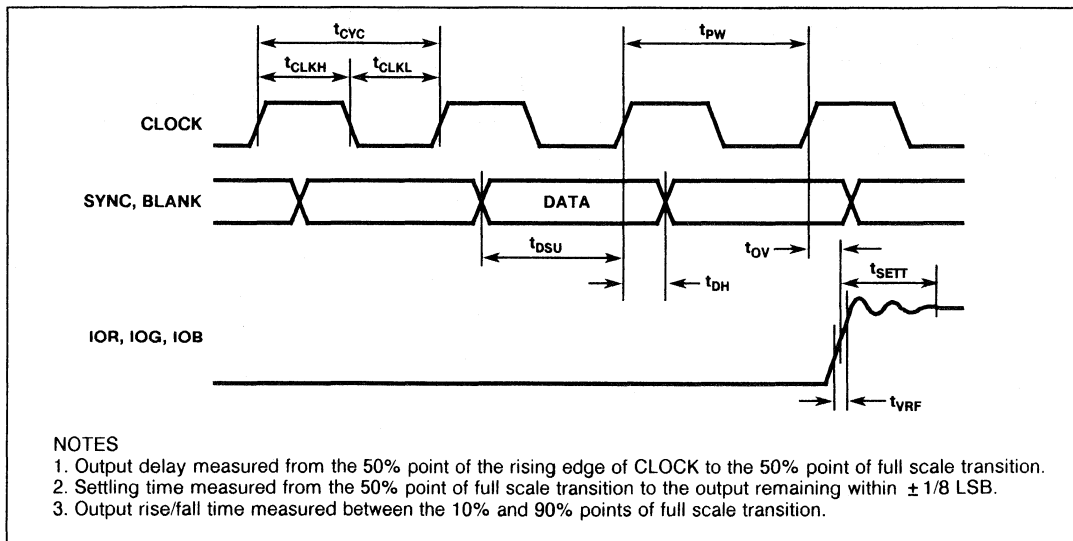 tCYC
tPW
tCLKH
tCLKL
CLOCK
SYNC, BLANK
DATA
tDSU
tOV
tDH
tSETT
IOR, IOG, IOB
tVRF
NOTES
1. Output delay measured from the 50% point of the rising edge of CLOCK to the 50% point of full scale transition.
2. Settling time measured from the 50% point of full scale transition to the output remaining within ± 1/8 LSB.
3. Output rise/fall time measured between the 10% and 90% points of full scale transition.